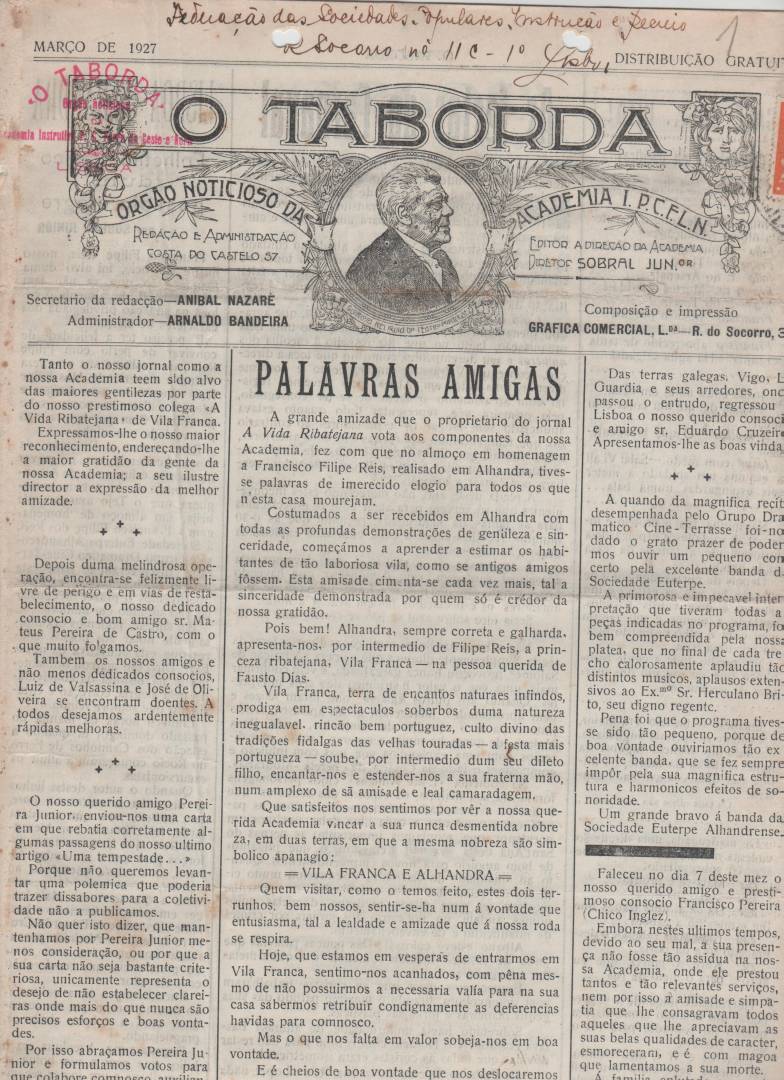 Federação das Sociedades Populares, Instrução e Recreio
R Socorro nº 11 C - 1º Lisboa,
1
MARÇO DE 1927
DISTRIBUIÇÃO GRATUI
O TABORDA
O TABORDA
ORGÃO NOTICIOSO DA
ACADEMIA I. P. C. F. L. N.
REDAÇÃO E ADMINISTRAÇÃO
COSTA DO CASTELO 57
EDITOR A DIREÇÃO DA ACADEMIA
DIRETOR SOBRAL JUN.OR
Secretario da redacção—ANIBAL NAZARÉ
Administrador—ARNALDO BANDEIRA
Composição e impressão
GRAFICA COMERCIAL, L.DA—R. do Socorro, 3
Tanto o nosso jornal como a
nossa Academia teem sido alvo
das maiores gentilezas por parte
do nosso prestimoso colega «A
Vida Ribatejana» de Vila Franca.
Expressamos-lhe o nosso maior
reconhecimento, endereçando-lhe
a maior gratidão da gente da
nossa Academia; a seu ilustre
director a expressão da melhor
amizade.
Depois duma melindrosa ope-
ração, encontra-se felizmente li-
vre de perigo e em vias de resta-
belecimento, o nosso dedicado
consocio e bom amigo sr. Ma-
teus Pereira de Castro, com o
que muito folgamos.
Tambem os nossos amigos e
não menos dedicados consocios,
Luiz de Valsassina e José de Oli-
veira se encontram doentes. A
todos desejamos ardentemente
rápidas melhoras.
O nosso querido amigo Perei-
ra Junior, enviou-nos uma carta
em que rebatia corretamente al-
gumas passagens do nosso ultimo
artigo «Uma tempestade...»
Porque não queremos levan-
tar uma polemica que poderia
trazer dissabores para a coletivi-
dade não a publicamos.
Não quer isto dizer, que man-
tenhamos por Pereira Junior me-
nos consideração, ou por que a
sua carta não seja bastante crite-
riosa, unicamente representa o
desejo de não estabelecer clarei-
ras onde mais do que nunca são
precisos esforços e boas vonta-
des.
Por isso abraçamos Pereira Ju-
nior e formulamos votos para
que colabore comnosco, auxilian-
PALAVRAS AMIGAS
A grande amizade que o proprietario do jornal
A Vida Ribatejana vota aos componentes da nossa
Academia, fez com que no almoço em homenagem
a Francisco Filipe Reis, realisado em Alhandra, tives-
se palavras de imerecido elogio para todos os que
n'esta casa mourejam.
Costumados a ser recebidos em Alhandra com
todas as profundas demonstrações de gentileza e sin-
ceridade, começámos a aprender a estimar os habi-
tantes de tão laboriosa vila, como se antigos amigos
fôssem. Esta amisade cimenta-se cada vez mais, tal a
sinceridade demonstrada por quem só é crédor da
nossa gratidão.
Pois bem! Alhandra, sempre correta e galharda,
apresenta-nos, por intermedio de Filipe Reis, a prin-
ceza ribatejana, Vila Franca — na pessoa querida de
Fausto Dias.
Vila Franca, terra de encantos naturaes infindos,
prodiga em espectaculos soberbos duma natureza
inegualavel, rincão bem portuguez, culto divino das
tradições fidalgas das velhas touradas — a festa mais
portugueza — soube, por intermedio dum seu dileto
filho, encantar-nos e estender-nos a sua fraterna mão,
num amplexo de sã amisade e leal camaradagem.
Que satisfeitos nos sentimos por vêr a nossa que-
rida Academia vincar a sua nunca desmentida nobre
za, em duas terras, em que a mesma nobreza são sim-
bolico apanagio:
=VILA FRANCA E ALHANDRA=
Quem visitar, como o temos feito, estes dois ter-
runhos, bem nossos, sentir-se-ha num á vontade que
entusiasma, tal a lealdade e amizade que á nossa roda
se respira.
Hoje, que estamos em vesperas de entrarmos em
Vila Franca, sentimo-nos acanhados, com pêna mes-
mo de não possuirmos a necessaria valía para na sua
casa sabermos retribuir condignamente as deferencias
havidas para comnosco.
Mas o que nos falta em valor sobeja-nos em boa
vontade.
E é cheios de boa vontade que nos deslocaremos
Das terras galegas, Vigo, L
Guardia e seus arredores, onc
passou o entrudo, regressou
Lisboa o nosso querido consoci
e amigo sr. Eduardo Cruzeiro
Apresentamos-lhe as boas vinda
A quando da magnifica recit
desempenhada pelo Grupo Dra
matico Cine-Terrasse foi-no
dado o grato prazer de poder
mos ouvir um pequeno con
certo pela excelente banda da
Sociedade Euterpe.
A primorosa e impecavel inter
pretação que tiveram todas a
peças indicadas no programa, fo
bem compreendida pela nossa
platea, que no final de cada tre
cho calorosamente aplaudiu tão
distintos musicos, aplausos exten-
sivos ao Ex.mo Sr. Herculano Bri-
to, seu digno regente.
Pena foi que o programa tives-
se sido tão pequeno, porque de
boa vontade ouviriamos tão ex
celente banda, que se fez sempre
impôr pela sua magnifica estru-
tura e harmonicos efeitos de so-
noridade.
Um grande bravo á banda da
Sociedade Euterpe Alhandrense.
Faleceu no dia 7 deste mez o
nosso querido amigo e presti-
moso consocio Francisco Pereira
(Chico Inglez).
Embora nestes ultimos tempos,
devido ao seu mal, a sua presen-
ça não fosse tão assidua na nos-
sa Academia, onde ele prestou
tantos e tão relevantes serviços,
nem por isso a amisade e simpa-
tia que lhe consagravam todos
aqueles que lhe apreciavam as
suas belas qualidades de caracter,
esmoreceram, e é com magoa
que lamentamos a sua morte.